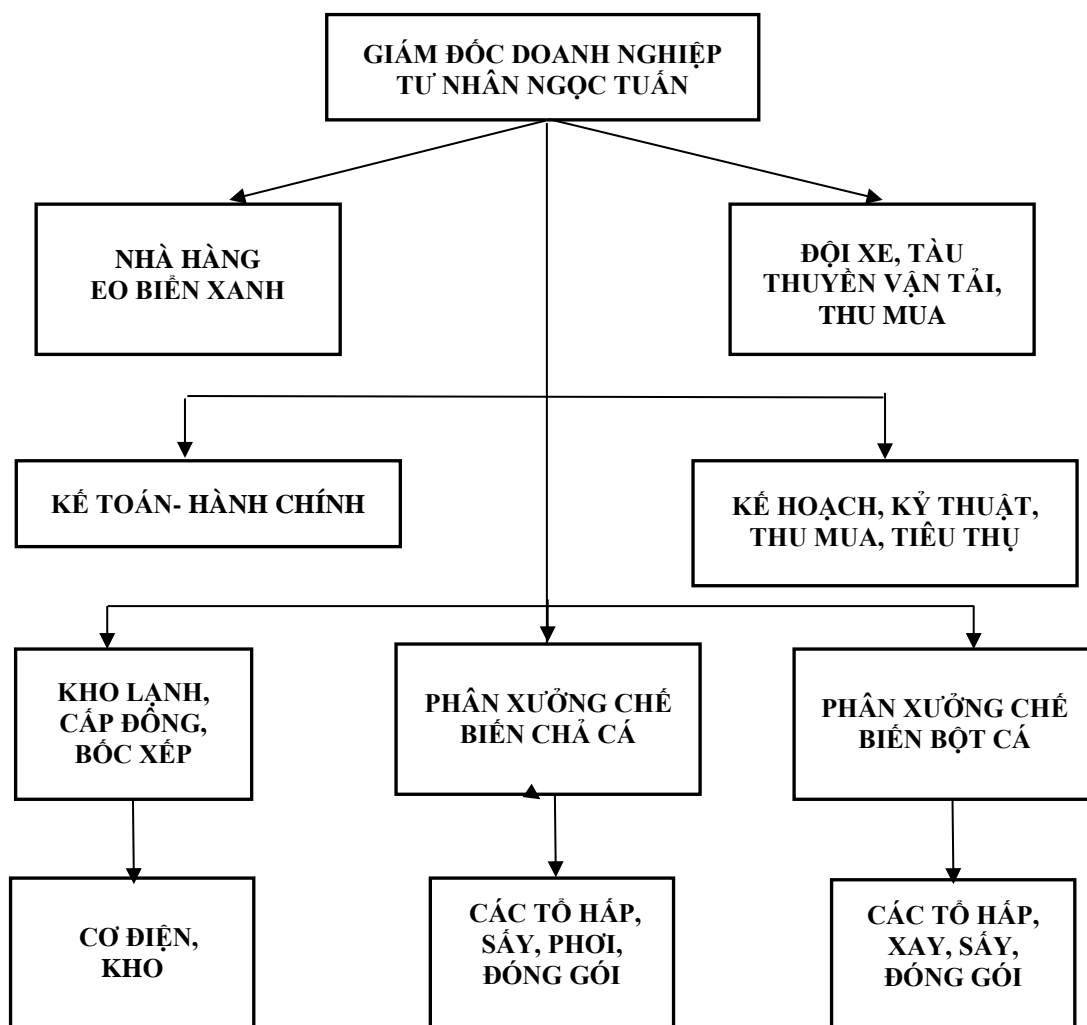 GIÁM ĐỐC DOANH NGHIỆP
TƯ NHÂN NGỌC TUẤN
NHÀ HÀNG
EO BIỂN XANH
ĐỘI XE, TÀU
THUYỀN VẬN TẢI,
THU MUA
KẾ TOÁN- HÀNH CHÍNH
KẾ HOẠCH, KỶ THUẬT,
THU MUA, TIÊU THỤ
KHO LẠNH,
CẤP ĐÔNG,
BỐC XẾP
PHÂN XƯỞNG CHẾ
BIẾN CHẢ CÁ
PHÂN XƯỞNG CHẾ
BIẾN BỘT CÁ
CƠ ĐIỆN,
KHO
CÁC TỔ HẤP,
SẤY, PHƠI,
ĐÓNG GÓI
CÁC TỔ HẤP,
XAY, SẤY,
ĐÓNG GÓI